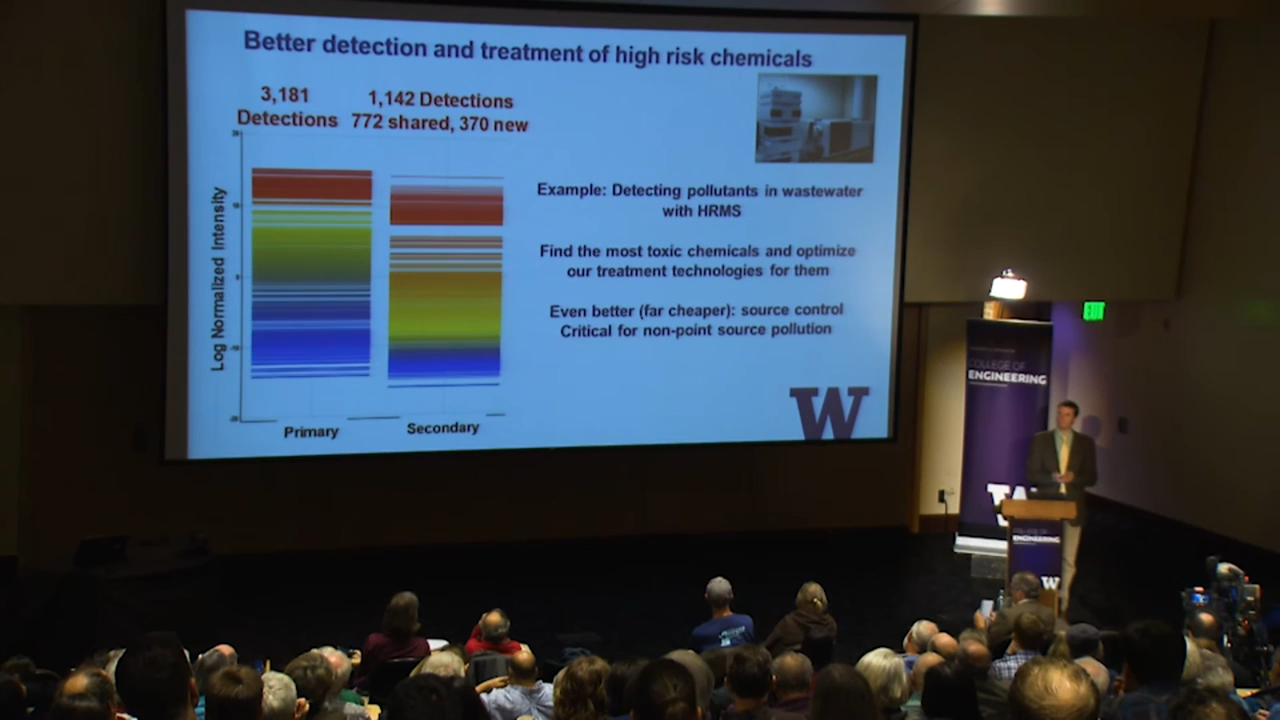 Better detection and treatment of high risk chemicals
3,181
Detections
1,142 Detections
772 shared, 370 new
Log Normalized Intensity
Primary
Secondary
Example: Detecting pollutants in wastewater
with HRMS
Find the most toxic chemicals and optimize
our treatment technologies for them
Even better (far cheaper): source control
Critical for non-point source pollution
W
COLLEGE OF
ENGINEERING
W
COLLEGE OF
ENGINEERING
W